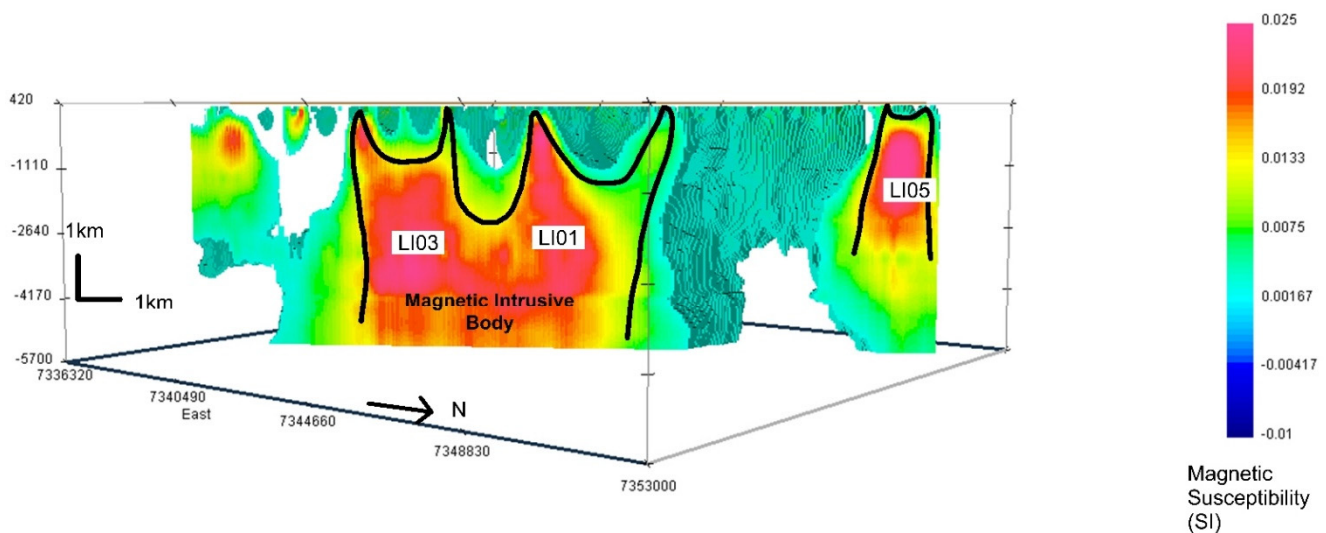 420
-1110
-2640
-4170
-5700
1km
1km
7336320
7340490
East
7344660
7348830
7353000
N
LI03
LI01
LI05
Magnetic Intrusive
Body
0.025
0.0192
0.0133
0.0075
0.00167
-0.00417
-0.01
Magnetic
Susceptibility
(SI)